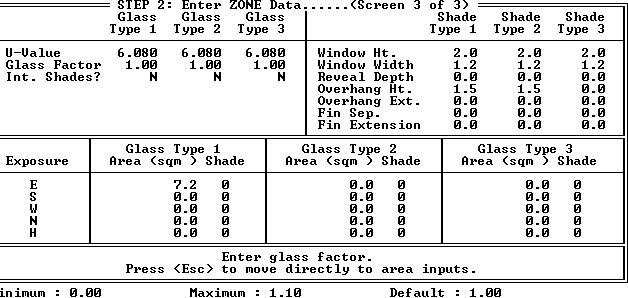 STEP 2: Enter ZONE Data......(Screen 3 of 3)
Glass Glass Glass
Type 1 Type 2 Type 3
U-Value 6.080 6.080 6.080
Glass Factor 1.00 1.00 1.00
Int. Shades? N N N
Shade Shade Shade
Type 1 Type 2 Type 3
Window Ht. 2.0 2.0 2.0
Window Width 1.2 1.2 1.2
Reveal Depth 0.0 0.0 0.0
Overhang Ht. 1.5 1.5 0.0
Overhang Ext. 0.0 0.0 0.0
Fin Sep. 0.0 0.0 0.0
Fin Extension 0.0 0.0 0.0
Glass Type 1 Glass Type 2 Glass Type 3
Exposure Area (sqm ) Shade Area (sqm ) Shade Area (sqm ) Shade
E 7.2 0 0.0 0 0.0 0
S 0.0 0 0.0 0 0.0 0
W 0.0 0 0.0 0 0.0 0
N 0.0 0 0.0 0 0.0 0
H 0.0 0 0.0 0 0.0 0
Enter glass factor.
Press <Esc> to move directly to area inputs.
inimum : 0.00 Maximum : 1.10 Default : 1.00